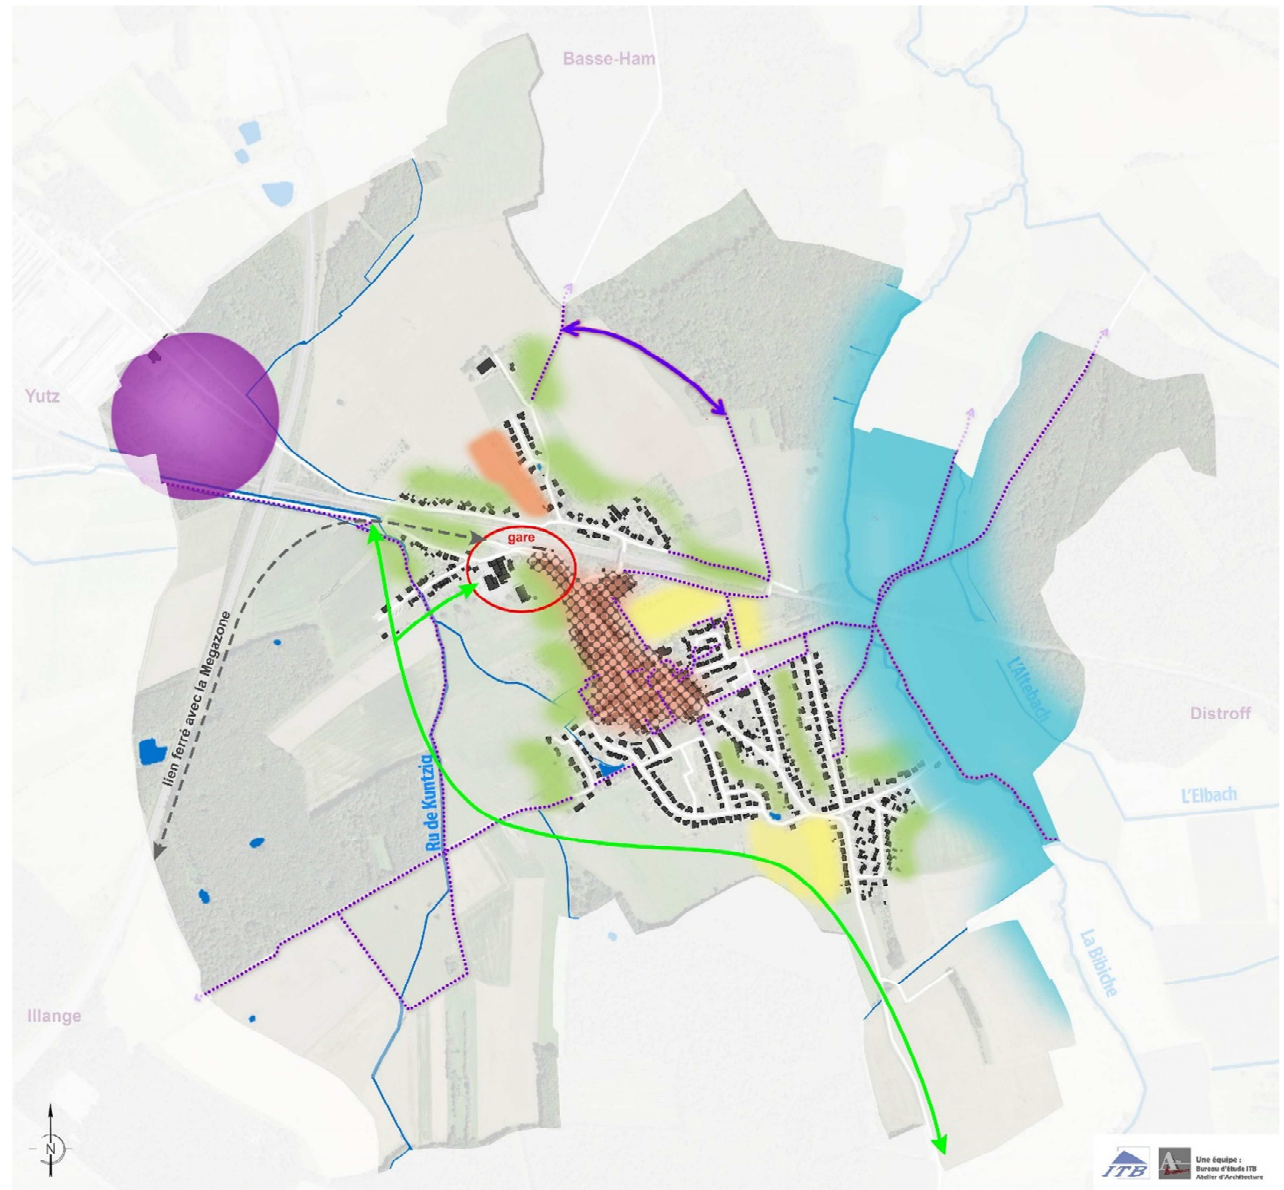 Basse-Ham
Yutz
gare
lien ferré avec la Megazone
L'Altebach
Distroff
Ru de Kuntzig
L'Elbach
La Bibiche
Illange
N
ITB
A
Une équipe :
Bureau d'étude ITB
Atelier d'Architecture